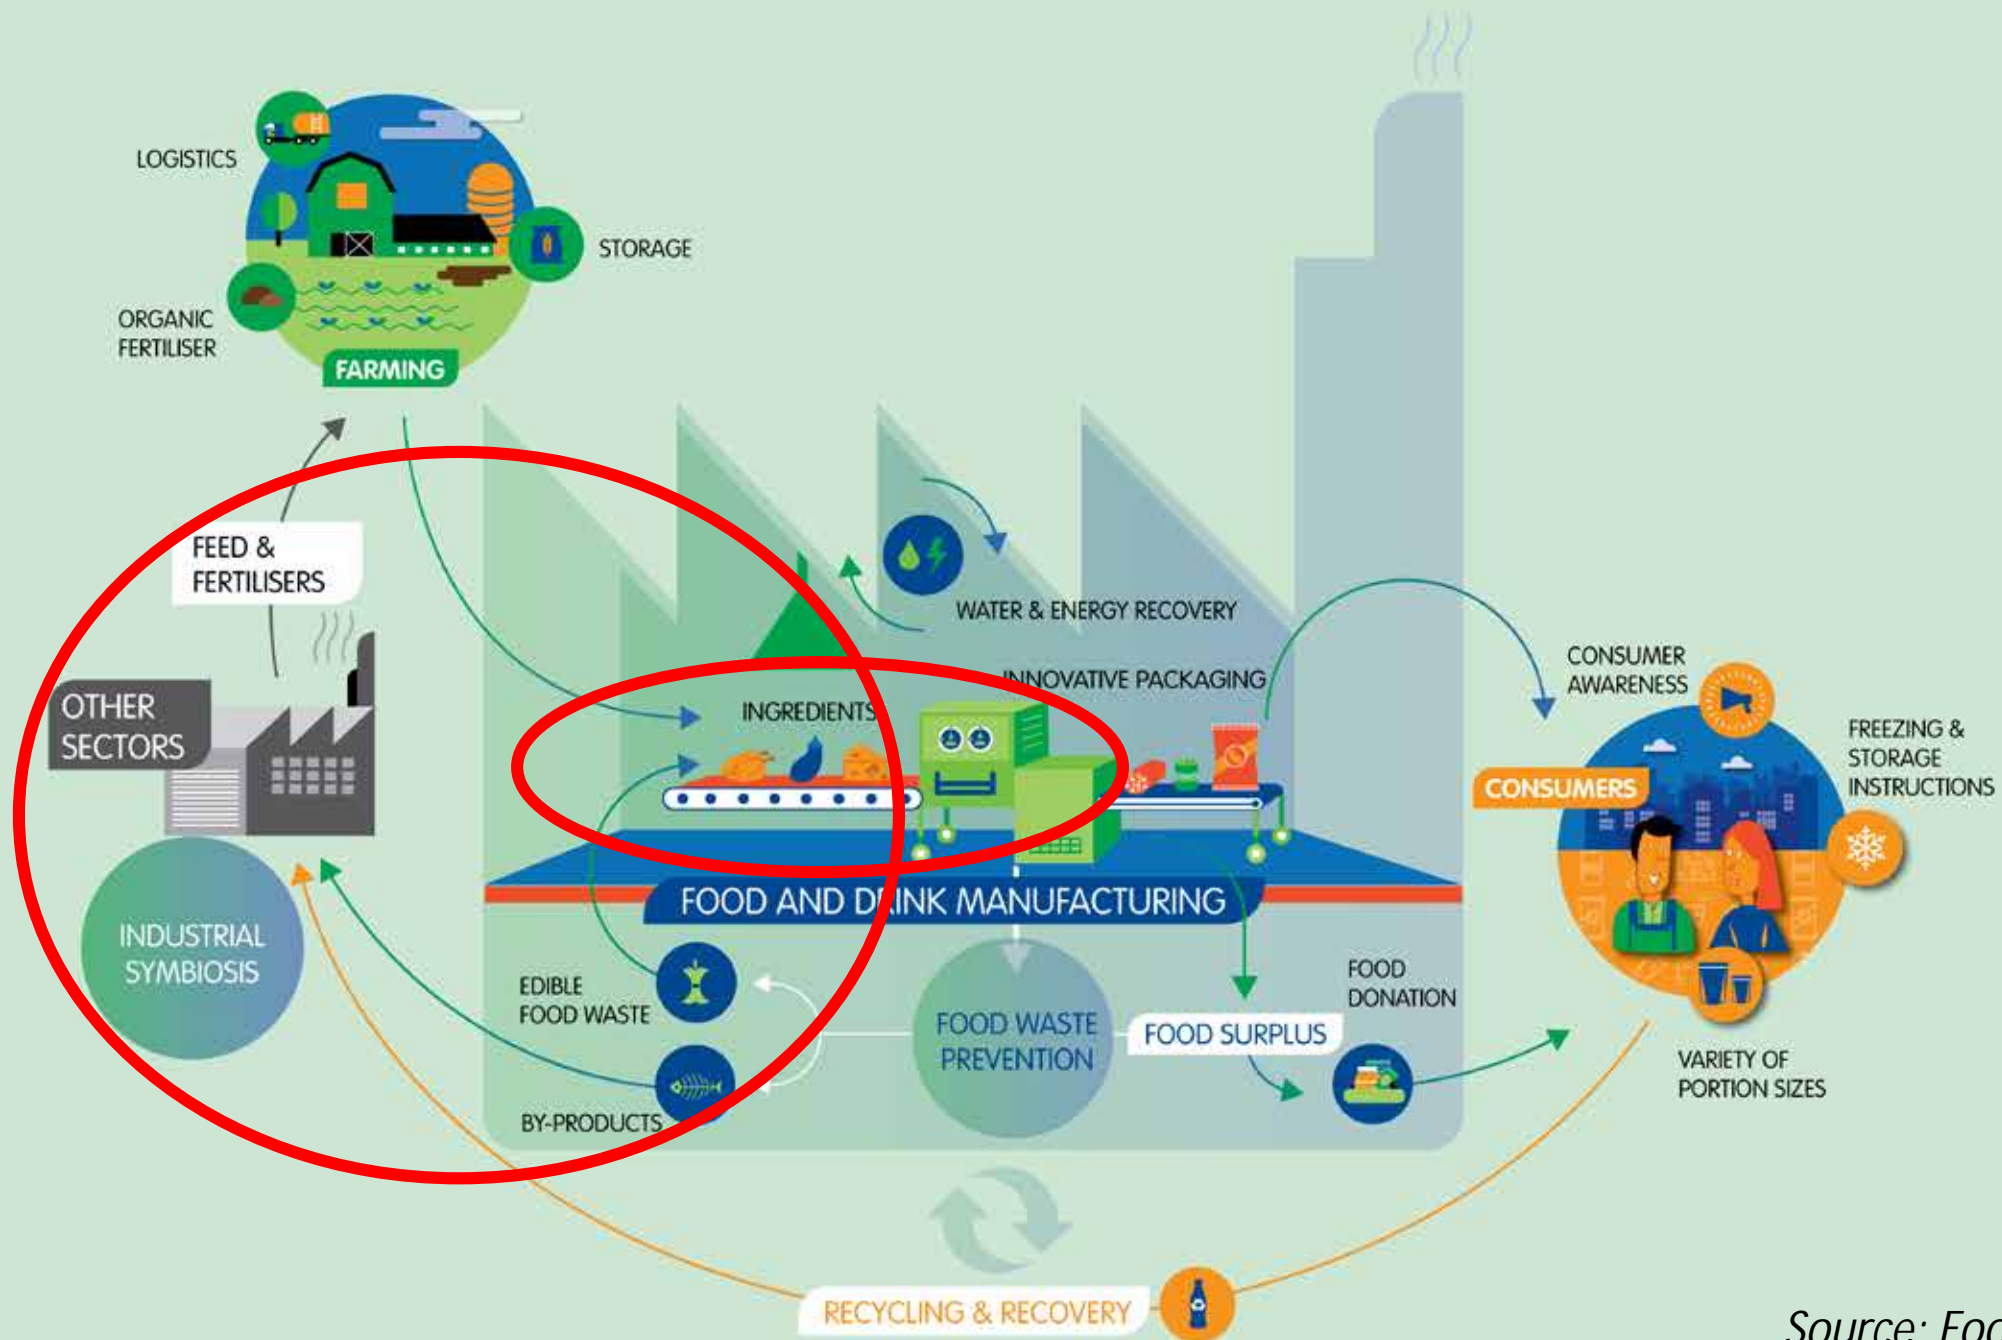 LOGISTICS
STORAGE
ORGANIC
FERTILISER
FARMING
FEED &
FERTILISERS
WATER & ENERGY RECOVERY
INNOVATIVE PACKAGING
INGREDIENTS
OTHER
SECTORS
CONSUMER
AWARENESS
FREEZING &
STORAGE
INSTRUCTIONS
CONSUMERS
FOOD AND DRINK MANUFACTURING
INDUSTRIAL
SYMBIOSIS
EDIBLE
FOOD WASTE
FOOD WASTE
PREVENTION
FOOD SURPLUS
FOOD
DONATION
VARIETY OF
PORTION SIZES
BY-PRODUCTS
RECYCLING & RECOVERY
Source: